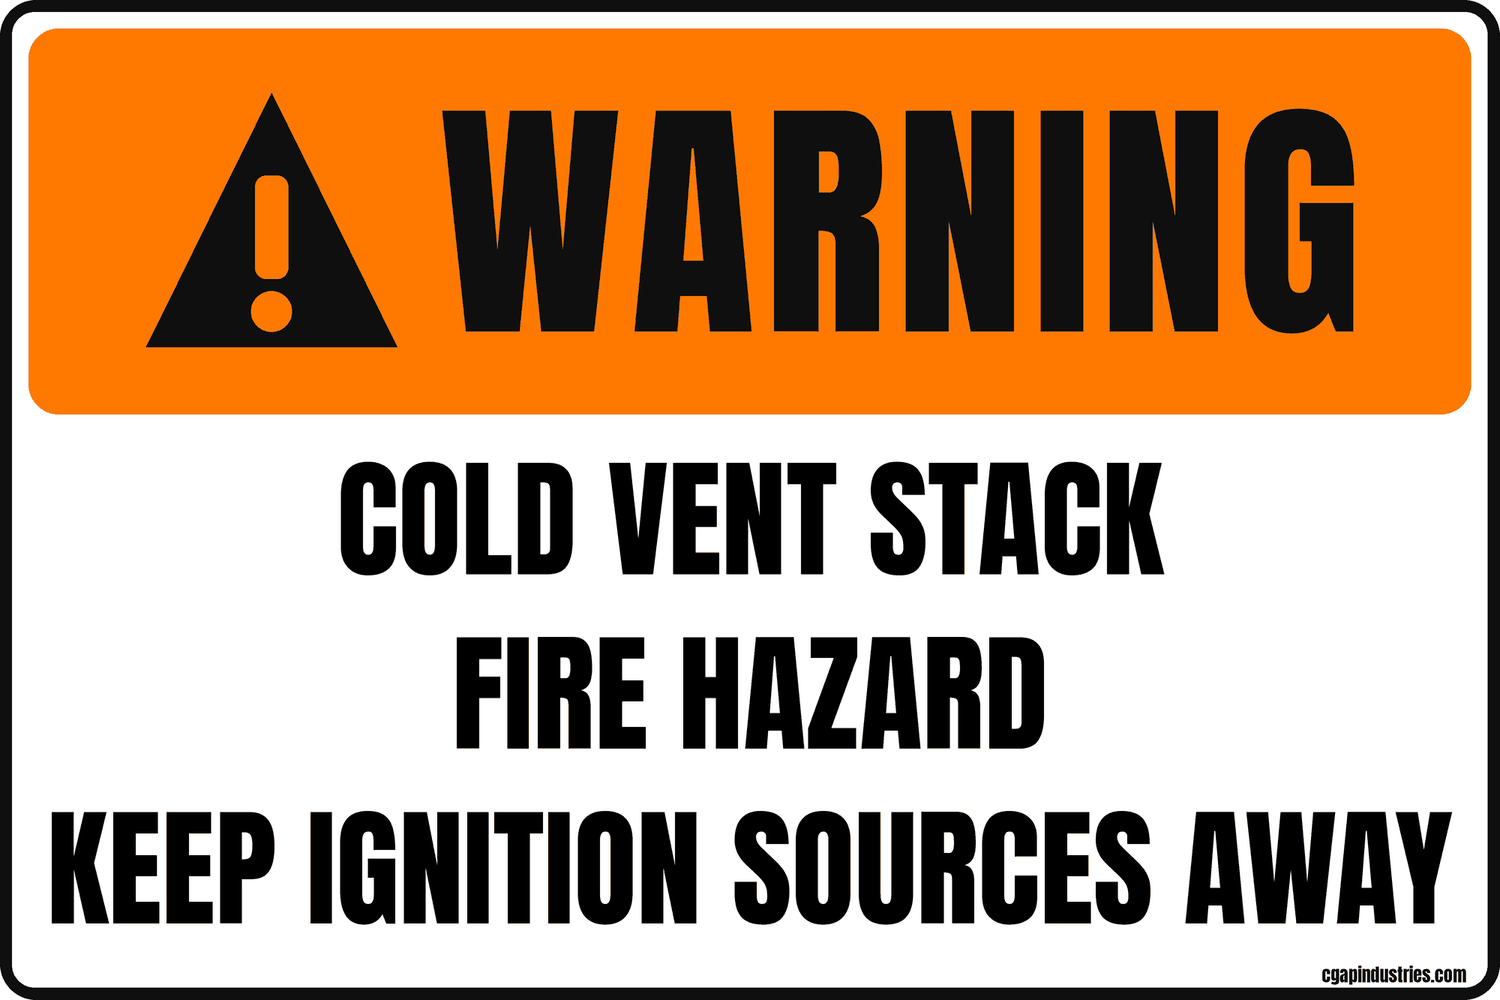 WARNING
COLD VENT STACK
FIRE HAZARD
KEEP IGNITION SOURCES AWAY
cgapindustries.com